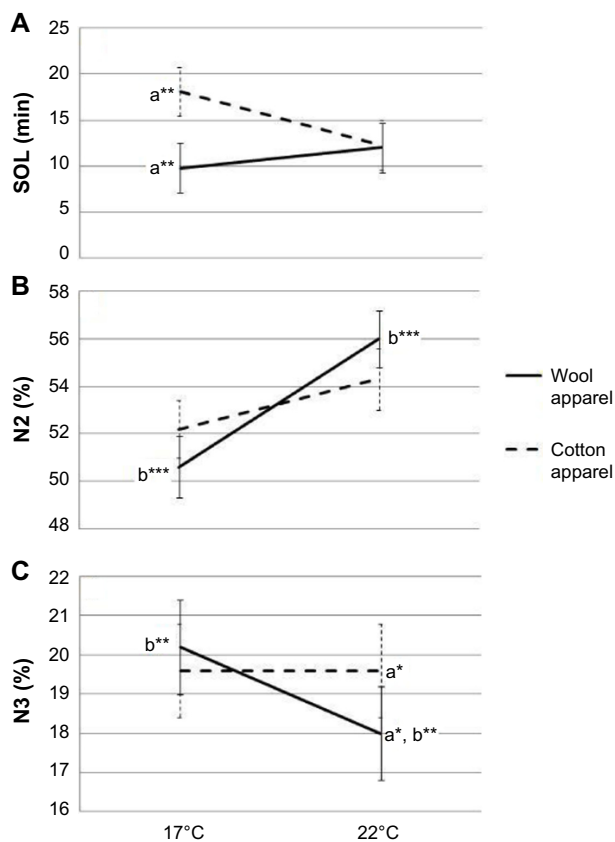 A
SOL (min)
25
20
15
10
5
0
a**
a**
B
N2 (%)
58
56
54
52
50
48
b***
b***
Wool
apparel
Cotton
apparel
C
N3 (%)
22
21
20
19
18
17
16
b**
a*
a*, b**
17°C
22°C